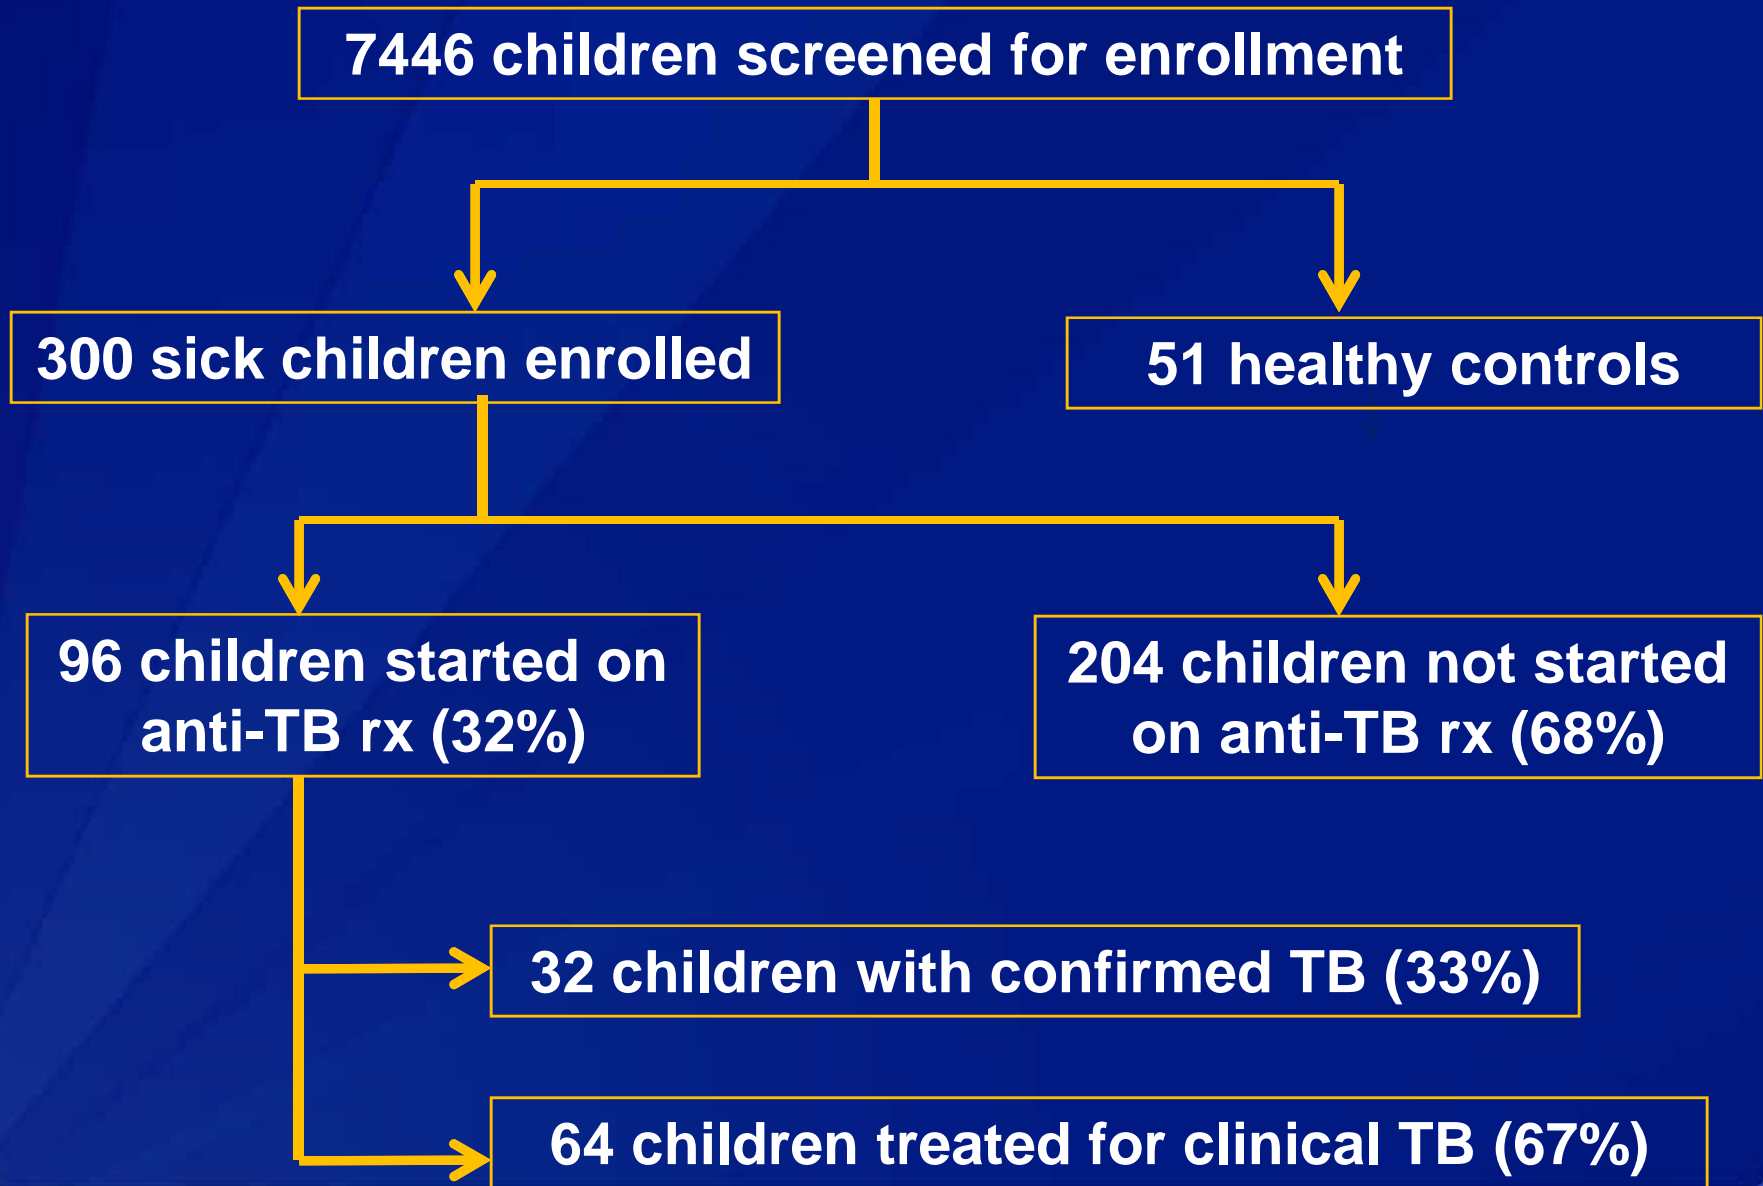 7446 children screened for enrollment
300 sick children enrolled
51 healthy controls
96 children started on
anti-TB rx (32%)
204 children not started
on anti-TB rx (68%)
32 children with confirmed TB (33%)
64 children treated for clinical TB (67%)